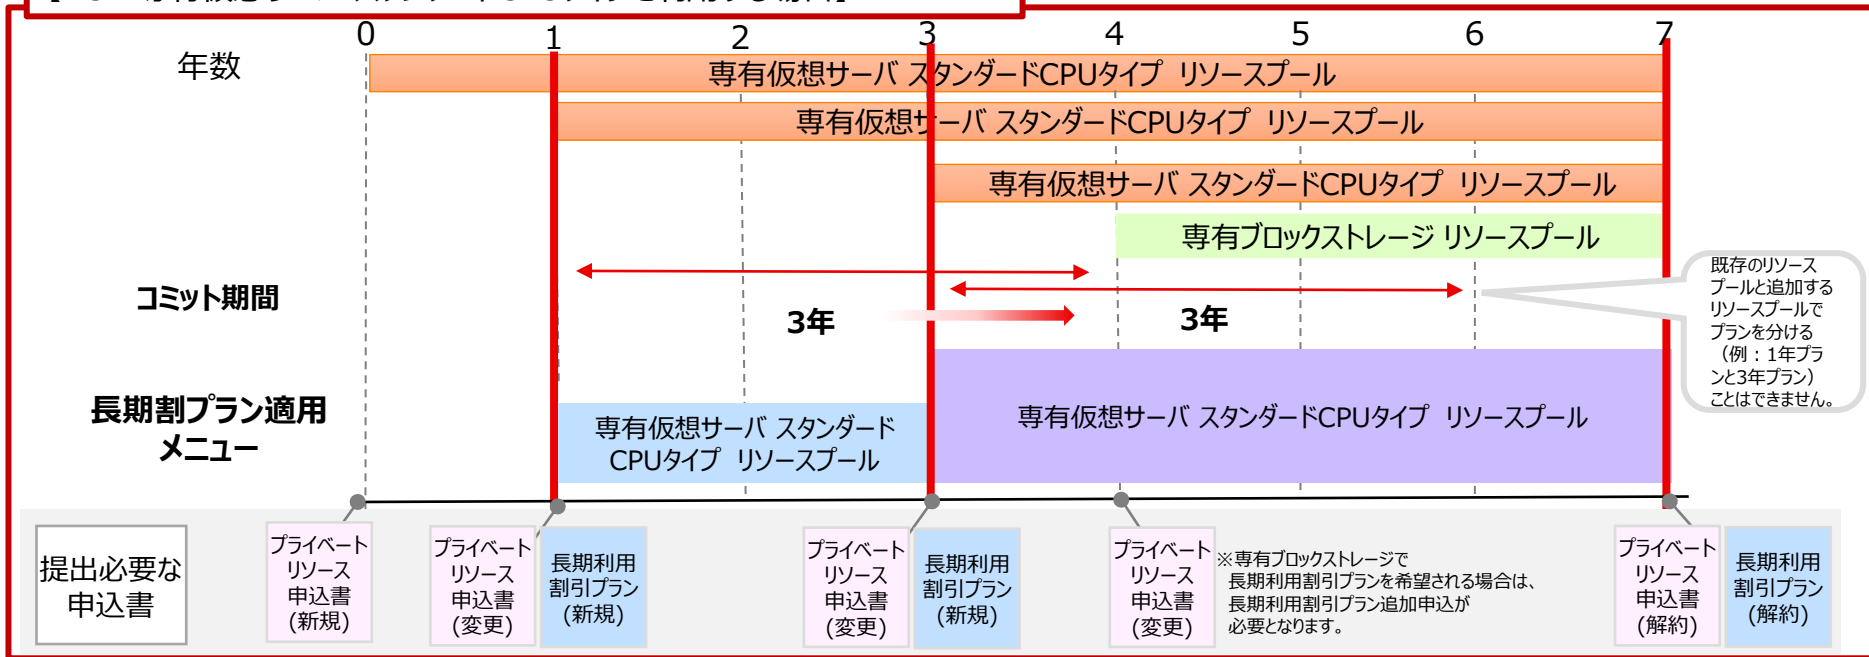 年数
0 1 2 3 4 5 6 7
専有仮想サーバ スタンダードCPUタイプ リソースプール
専有仮想サーバ スタンダードCPUタイプ リソースプール
専有仮想サーバ スタンダードCPUタイプ リソースプール
専有ブロックストレージ リソースプール
コミット期間
3年
3年
既存のリソース
プールと追加する
リソースプールで
プランを分ける
（例：1年プラ
ンと3年プラン）
ことはできません。
長期割プラン適用
メニュー
専有仮想サーバ スタンダード
CPUタイプ リソースプール
専有仮想サーバ スタンダードCPUタイプ リソースプール
提出必要な
申込書
プライベート
リソース
申込書
(新規)
プライベート
リソース
申込書
(変更)
長期利用
割引プラン
(新規)
プライベート
リソース
申込書
(変更)
長期利用
割引プラン
(新規)
プライベート
リソース
申込書
(変更)
※専有ブロックストレージで
長期利用割引プランを希望される場合は、
長期利用割引プラン追加申込が
必要となります。
プライベート
リソース
申込書
(解約)
長期利用
割引プラン
(解約)